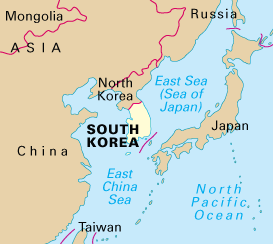 Mongolia
Russia
ASIA
North
Korea
East Sea
(Sea of
Japan)
SOUTH
KOREA
Japan
China
East
China
Sea
North
Pacific
Ocean
Taiwan